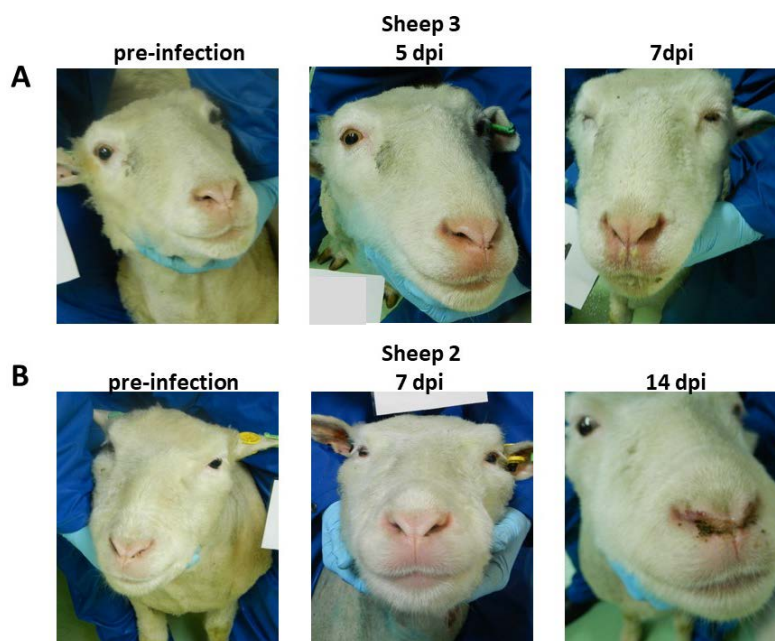 Sheep 3
pre-infection 5 dpi 7dpi
A
Sheep 2
B
pre-infection 7 dpi 14 dpi